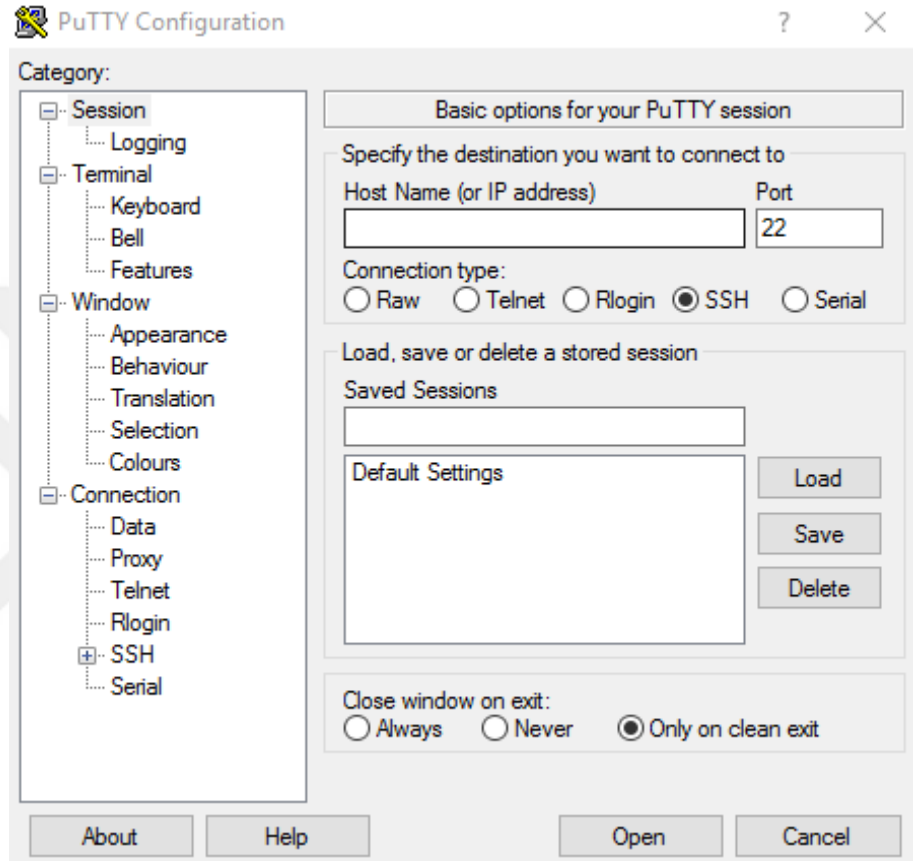 PuTTY Configuration
?
Category:
Session
Logging
Terminal
Keyboard
Bell
Features
Window
Appearance
Behaviour
Translation
Selection
Colours
Connection
Data
Proxy
Telnet
Rlogin
SSH
Serial
Basic options for your PuTTY session
Specify the destination you want to connect to
Host Name (or IP address) Port
22
Connection type:
Raw Telnet Rlogin SSH Serial
Load, save or delete a stored session
Saved Sessions
Default Settings
Load
Save
Delete
Close window on exit:
Always Never Only on clean exit
About Help Open Cancel